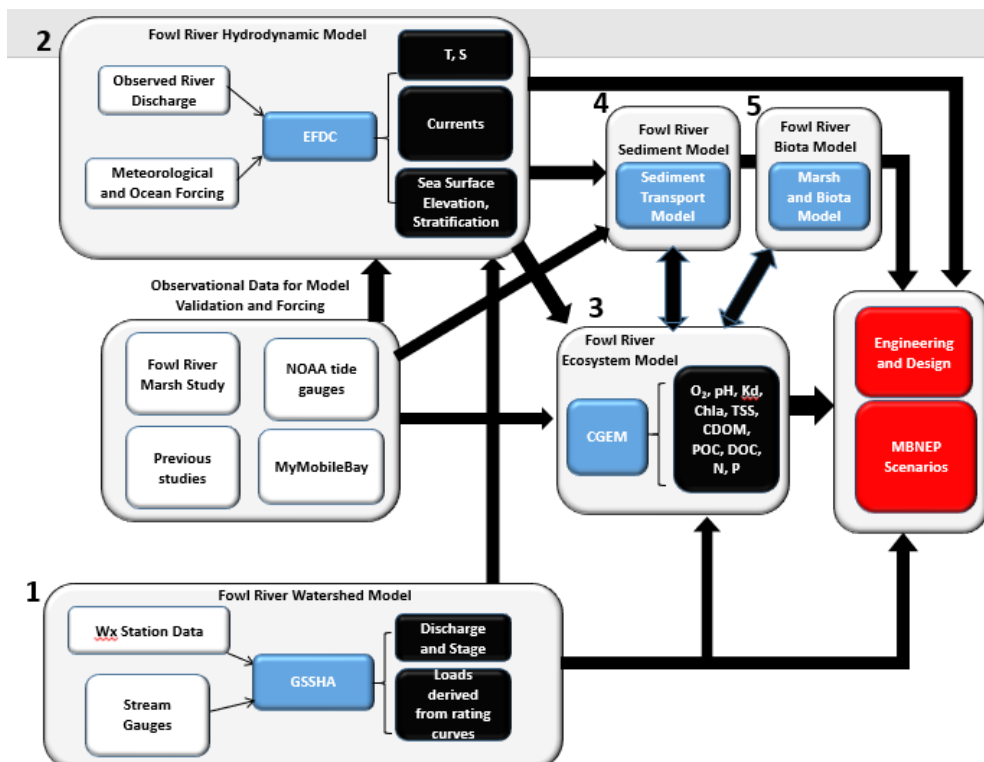 2
Fowl River Hydrodynamic Model
Observed River
Discharge
Meteorological
and Ocean Forcing
EFDC
T, S
Currents
Sea Surface
Elevation,
Stratification
4
Fowl River
Sediment Model
Sediment
Transport
Model
5
Fowl River
Biota Model
Marsh
and Biota
Model
Observational Data for Model
Validation and Forcing
Fowl River
Marsh Study
NOAA tide
gauges
Previous
studies
MyMobileBay
3
Fowl River
Ecosystem Model
CGEM
O₂, pH, Kd,
Chla, TSS,
CDOM,
POC, DOC,
N, P
Engineering
and Design
MBNEP
Scenarios
1
Fowl River Watershed Model
Wx Station Data
Stream
Gauges
GSSHA
Discharge
and Stage
Loads
derived
from rating
curves